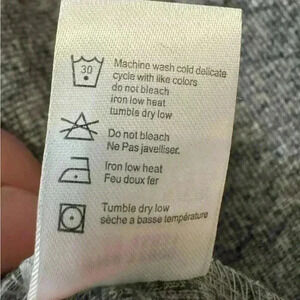 30
Machine wash cold delicate
cycle with like colors
do not bleach
iron low heat
tumble dry low
Do not bleach
Ne Pas javelliser.
Iron low heat
Feu doux fer
Tumble dry low
sèche a basse température